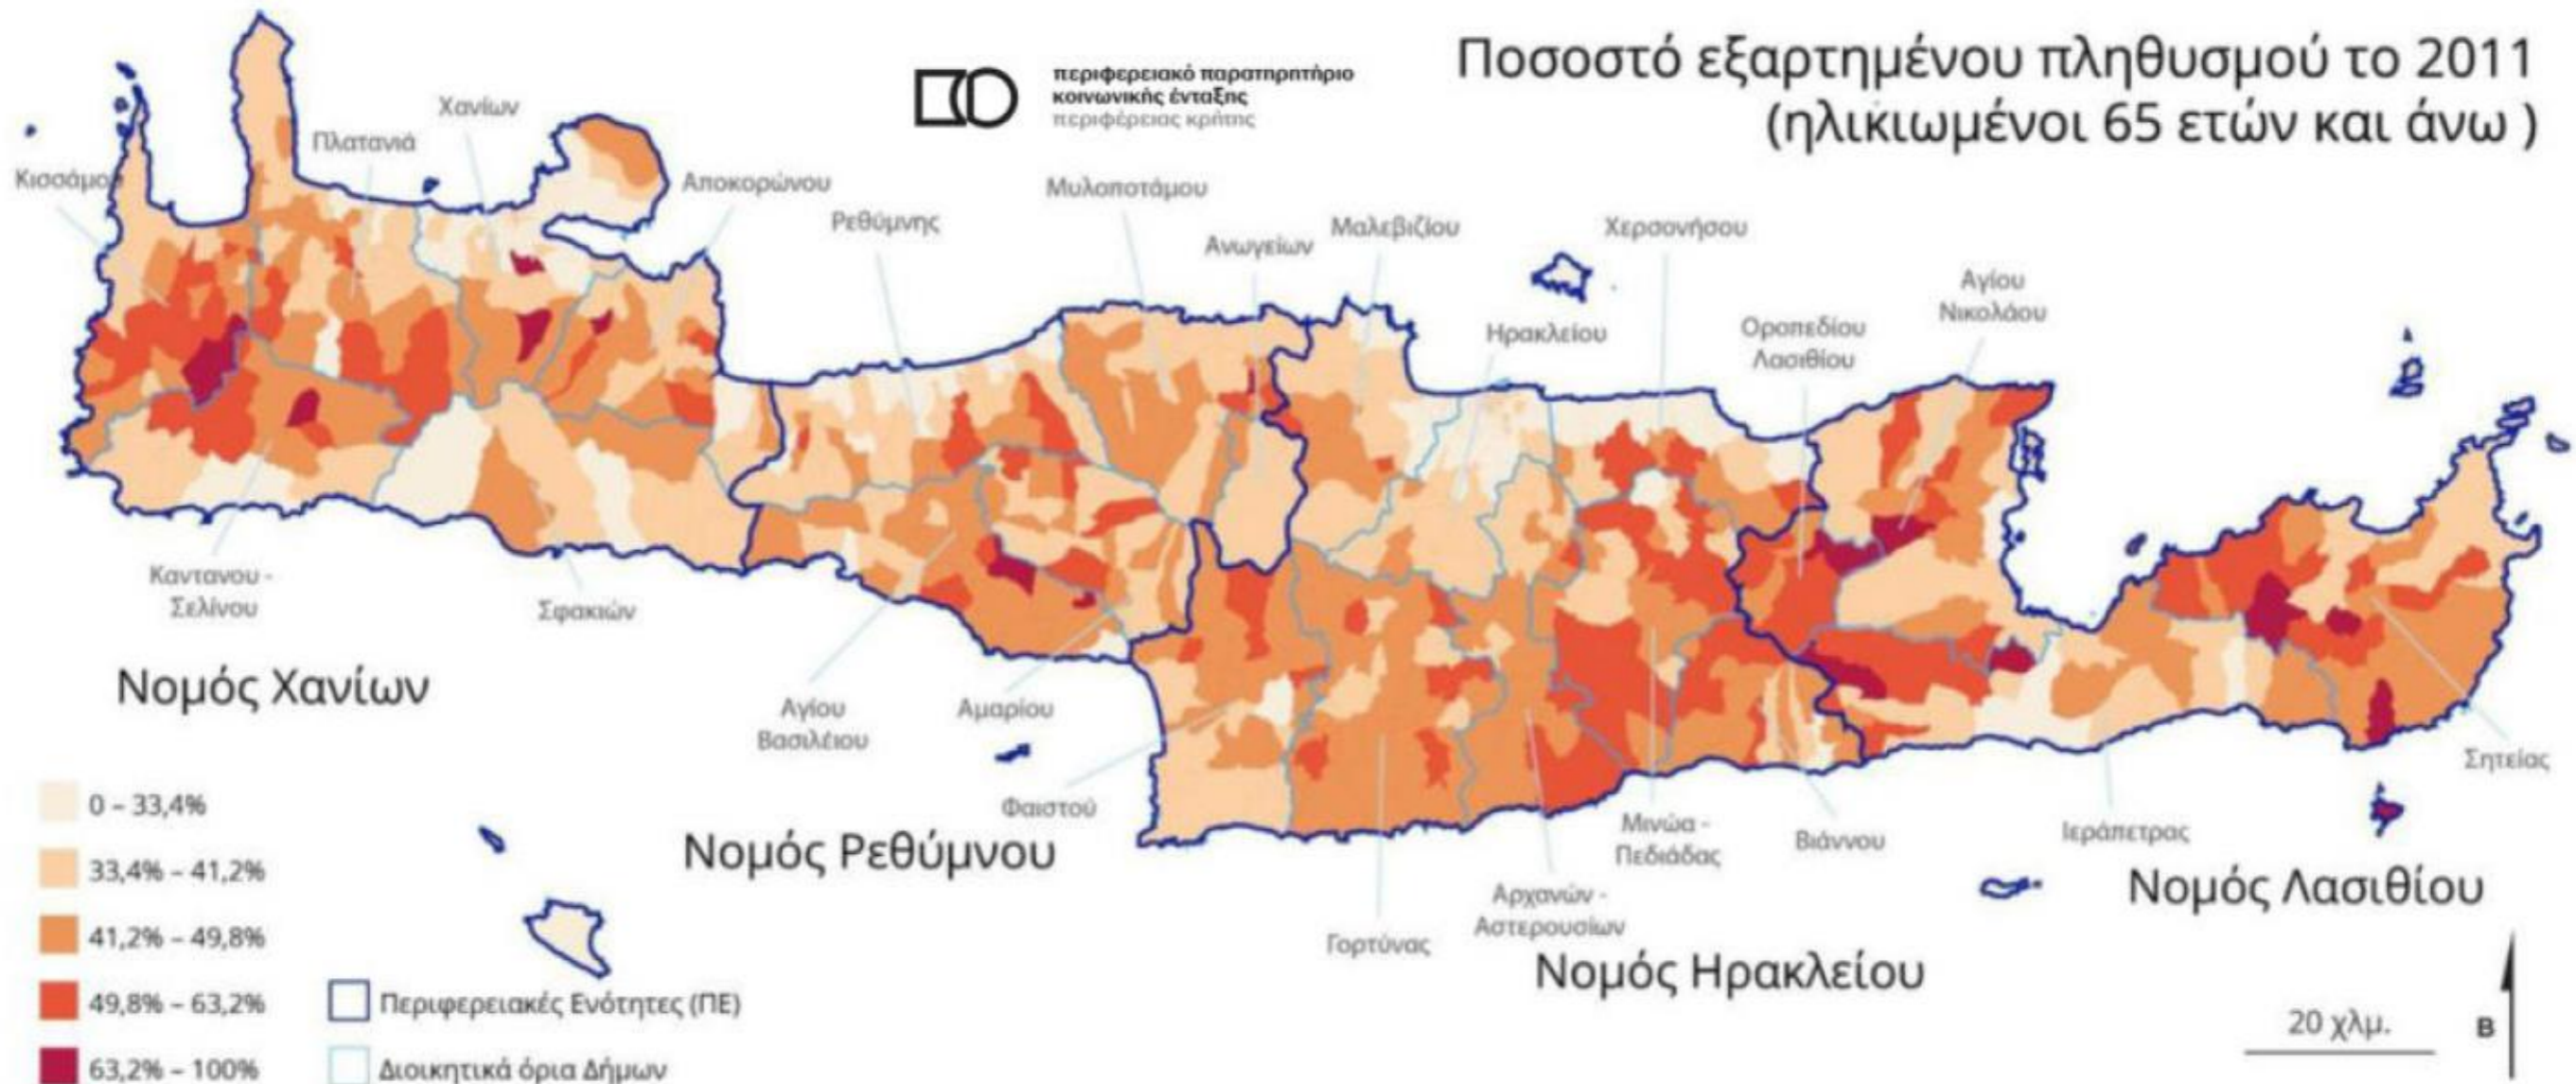 Ποσοστό εξαρτημένου πληθυσμού το 2011
(ηλικιωμένοι 65 ετών και άνω )
περιφερειακό παρατηρητήριο
κοινωνικής ένταξης
περιφέρειας κρήτης
Χανίων
Πλατανιά
Κισσάμου
Αποκορώνου
Ρεθύμνης
Μυλοποτάμου
Ανωγείων
Μαλεβιζίου
Χερσονήσου
Ηρακλείου
Οροπεδίου
Λασιθίου
Αγίου
Νικολάου
Καντανου -
Σελίνου
Σφακιών
Νομός Χανίων
Αγίου
Βασιλείου
Αμαρίου
Φαιστού
Νομός Ρεθύμνου
Γορτύνας
Αρχανών -
Αστερουσίων
Μινώα -
Πεδιάδας
Βιάννου
Ιεράπετρας
Σητείας
Νομός Λασιθίου
Νομός Ηρακλείου
0 – 33,4%
33,4% – 41,2%
41,2% – 49,8%
49,8% – 63,2%
63,2% – 100%
Περιφερειακές Ενότητες (ΠΕ)
Διοικητικά όρια Δήμων
20 χλμ.
Β